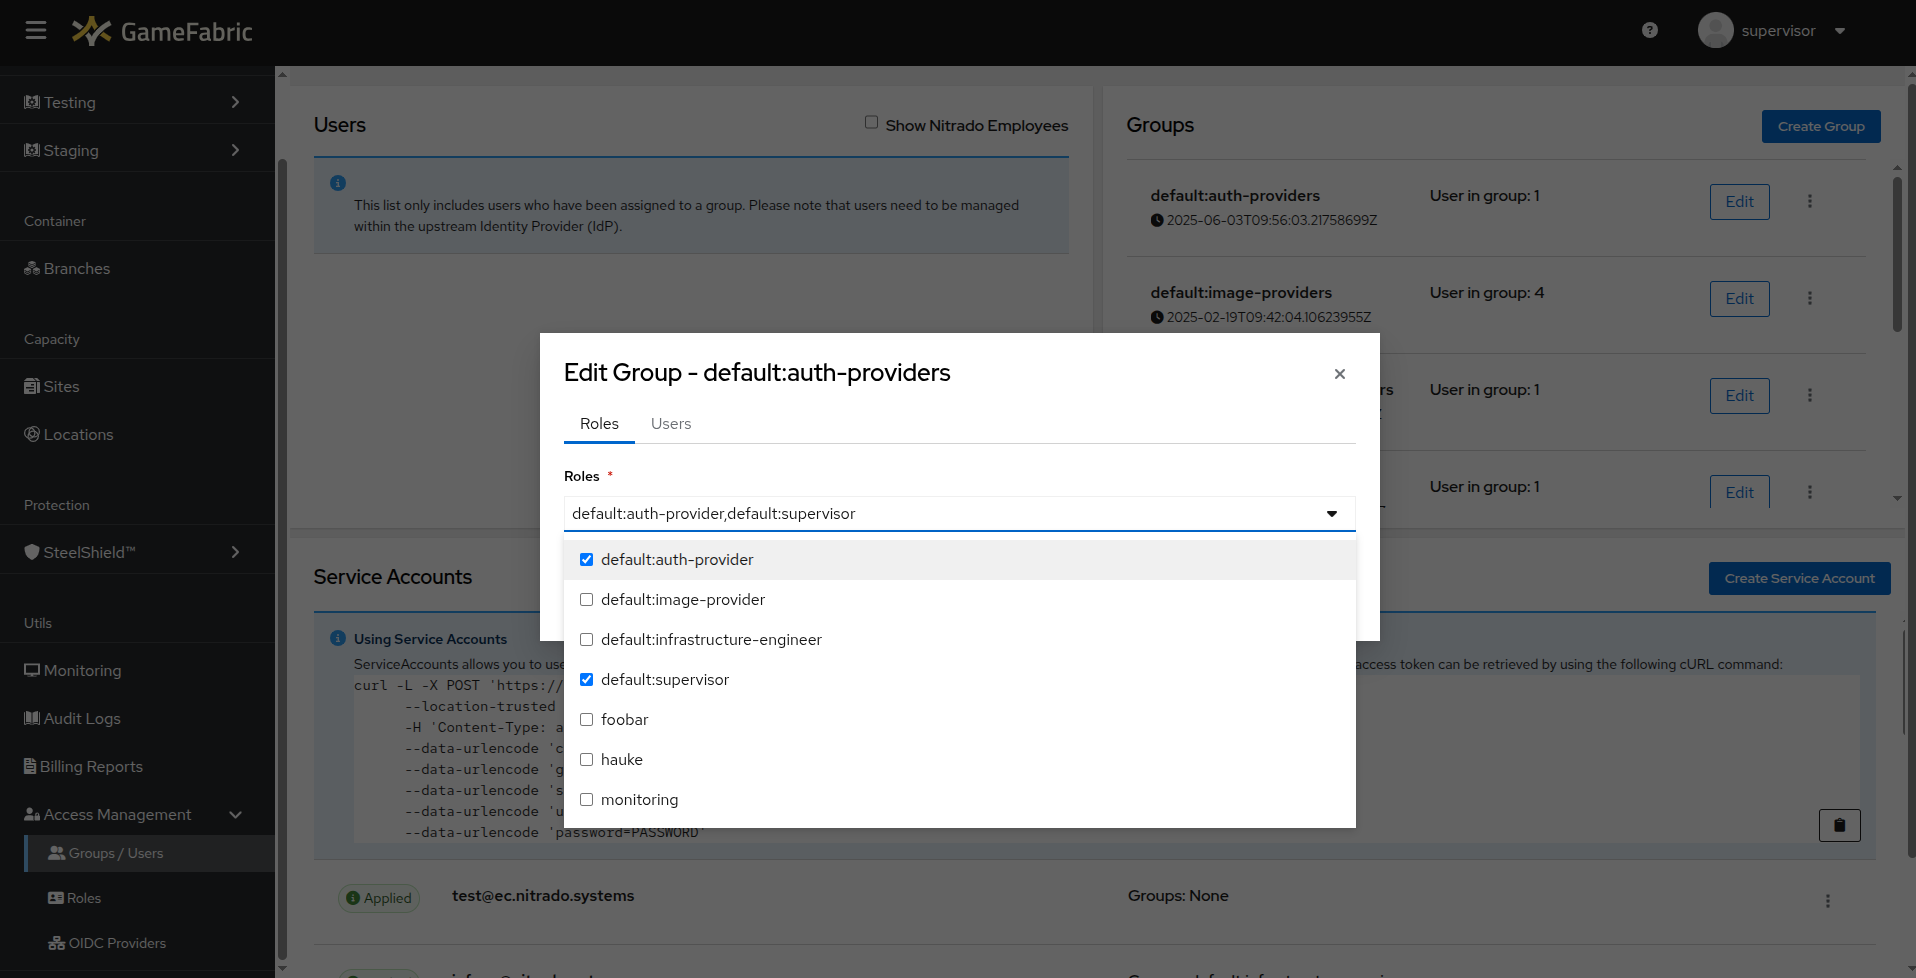 GameFabric
supervisor
Testing
Staging
Container
Branches
Capacity
Sites
Locations
Protection
SteelShield™
Utils
Monitoring
Audit Logs
Billing Reports
Access Management
Groups / Users
Roles
OIDC Providers
Users
Show Nitrado Employees
This list only includes users who have been assigned to a group. Please note that users need to be managed
within the upstream Identity Provider (IdP).
Groups
Create Group
default:auth-providers
User in group: 1
Edit
2025-06-03T09:56:03.21758699Z
default:image-providers
User in group: 4
Edit
2025-02-19T09:42:04.10623955Z
rs
User in group: 1
Edit
User in group: 1
Edit
Edit Group - default:auth-providers
Roles
Users
Roles *
default:auth-provider,default:supervisor
default:auth-provider
default:image-provider
default:infrastructure-engineer
default:supervisor
foobar
hauke
monitoring
Service Accounts
Create Service Account
Using Service Accounts
ServiceAccounts allows you to use
access token can be retrieved by using the following cURL command:
curl -L -X POST 'https://
--location-trusted
-H 'Content-Type: a
--data-urlencode 'c
--data-urlencode 'g
--data-urlencode 's
--data-urlencode 'u
--data-urlencode 'password=PASSWORD'
Applied
test@ec.nitrado.systems
Groups: None